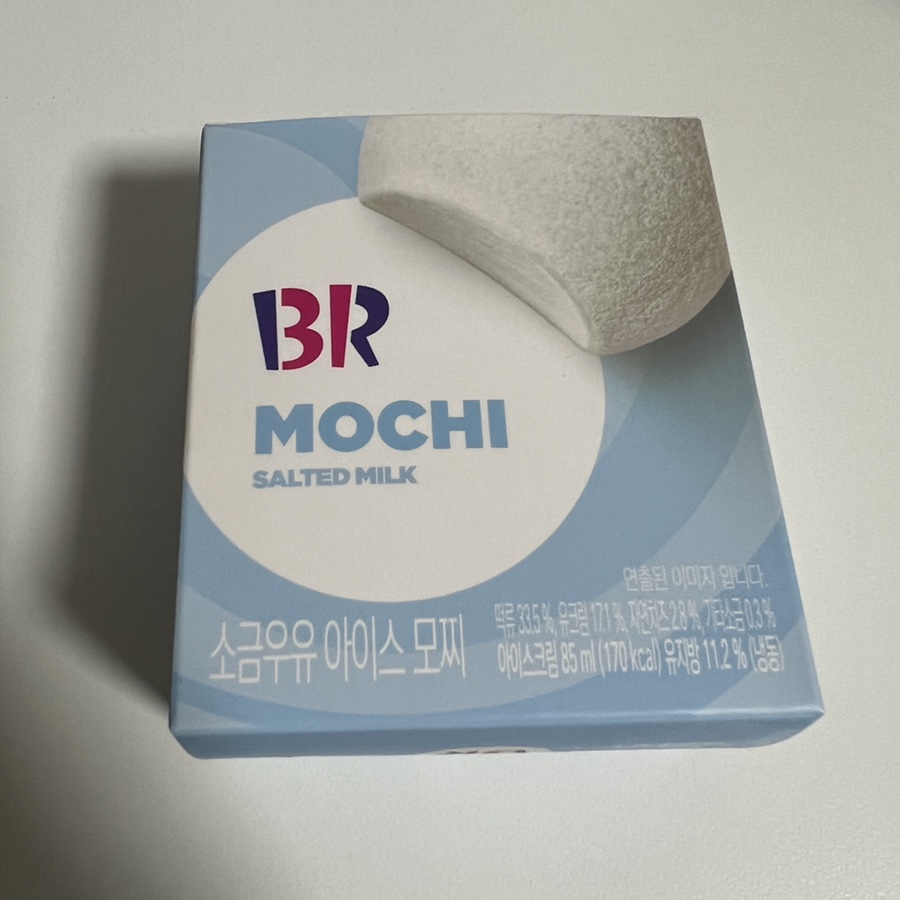 BR
MOCHI
SALTED MILK
연출된 이미지 입니다.
소금우유 아이스 모찌
떡류 33.5 %, 유크림 17.1 %, 자연치즈 2.8 %, 기타소금 0.3 %
아이스크림 85 ml (170 kcal) 유지방 11.2 % (냉동)